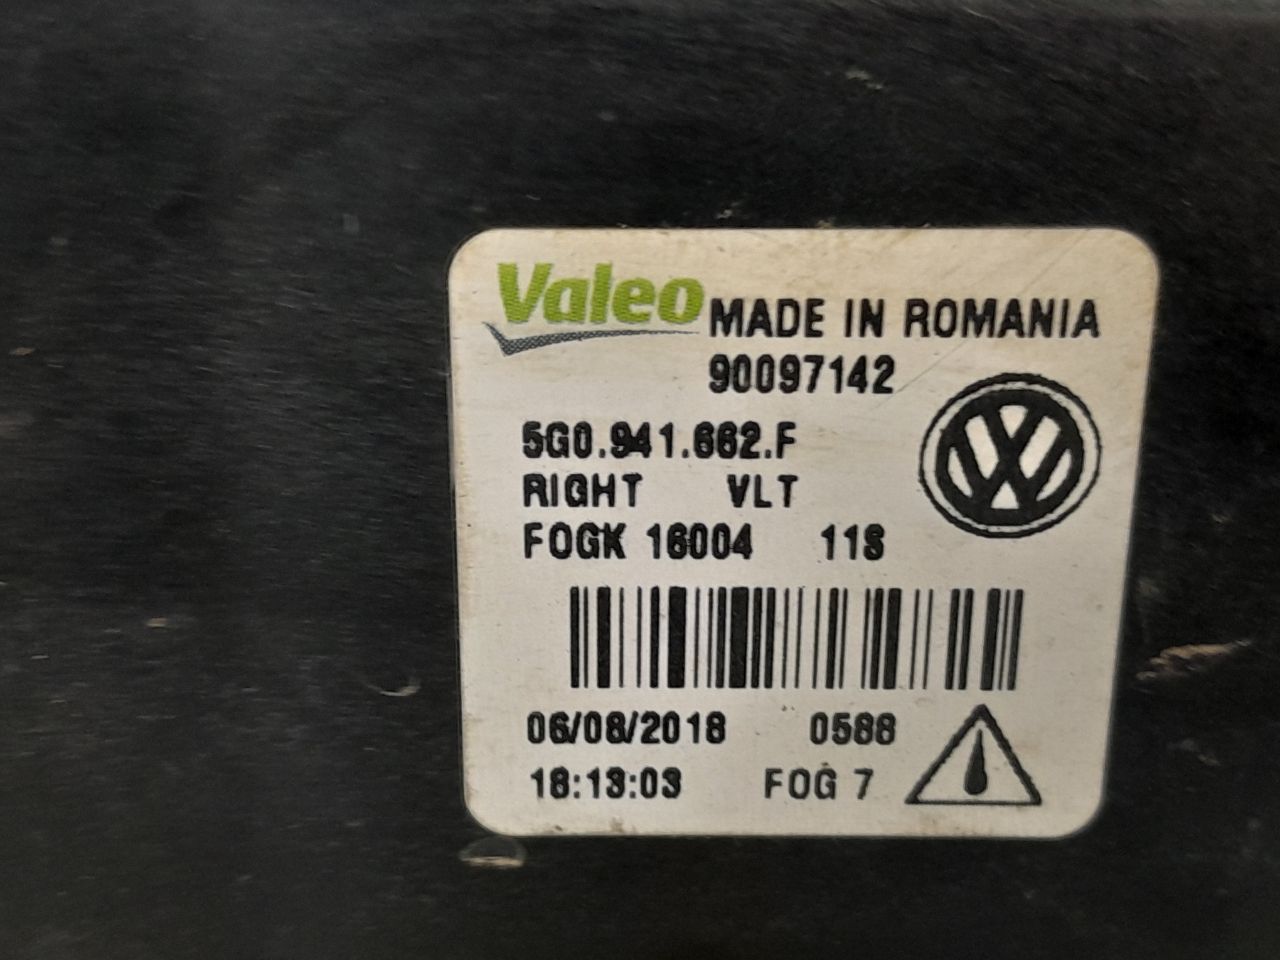 Valeo MADE IN ROMANIA
90097142
5G0.941.662.F
RIGHT VLT
FOGK 16004 11S
06/08/2018 0588
18:13:03 FOG 7